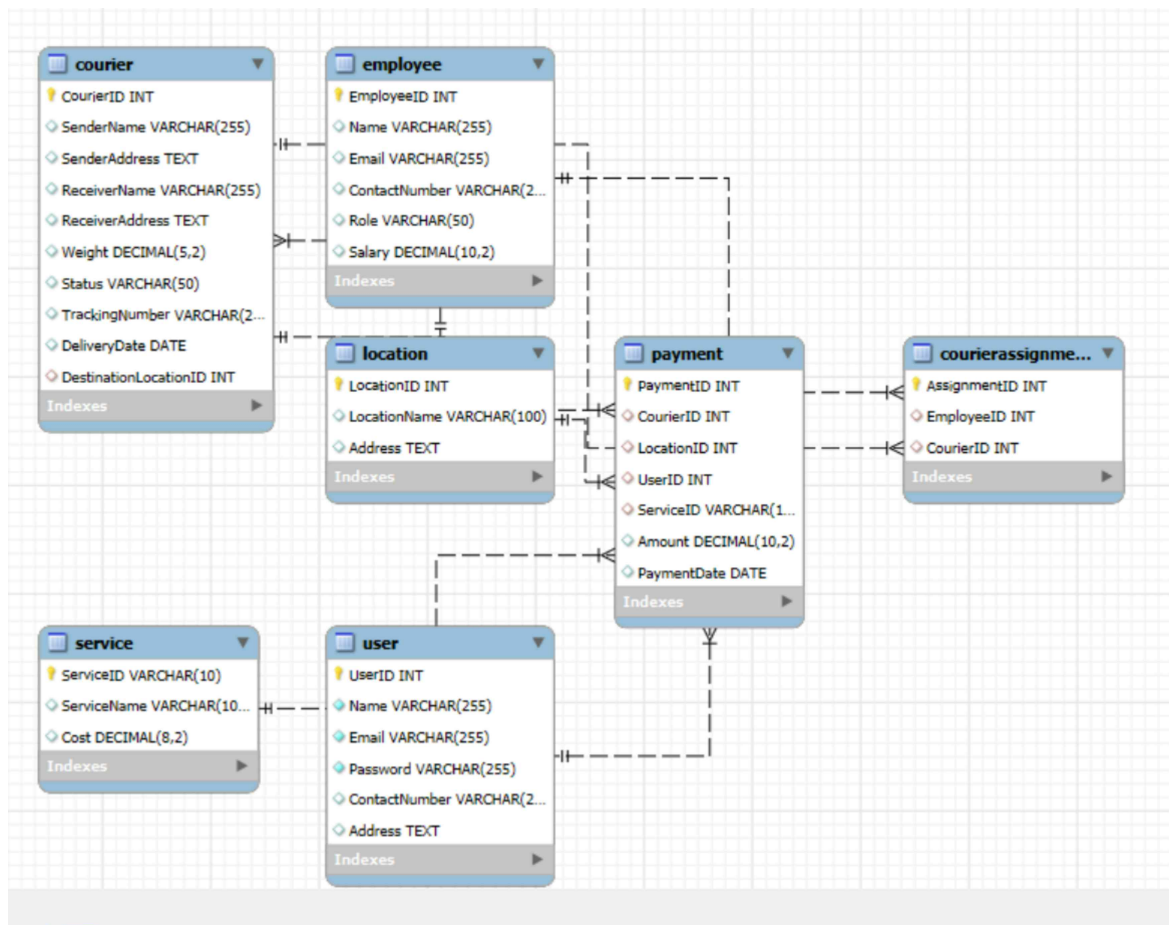 courier
CourierID INT
SenderName VARCHAR(255)
SenderAddress TEXT
ReceiverName VARCHAR(255)
ReceiverAddress TEXT
Weight DECIMAL(5,2)
Status VARCHAR(50)
TrackingNumber VARCHAR(2...
DeliveryDate DATE
DestinationLocationID INT
Indexes
employee
EmployeeID INT
Name VARCHAR(255)
Email VARCHAR(255)
ContactNumber VARCHAR(2...
Role VARCHAR(50)
Salary DECIMAL(10,2)
Indexes
location
LocationID INT
LocationName VARCHAR(100)
Address TEXT
Indexes
payment
PaymentID INT
CourierID INT
LocationID INT
UserID INT
ServiceID VARCHAR(1...
Amount DECIMAL(10,2)
PaymentDate DATE
Indexes
courierassignme...
AssignmentID INT
EmployeeID INT
CourierID INT
Indexes
service
ServiceID VARCHAR(10)
ServiceName VARCHAR(10...
Cost DECIMAL(8,2)
Indexes
user
UserID INT
Name VARCHAR(255)
Email VARCHAR(255)
Password VARCHAR(255)
ContactNumber VARCHAR(2...
Address TEXT
Indexes